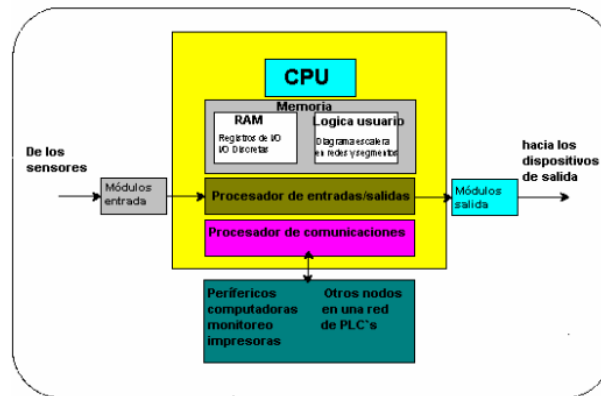 CPU
Memoria
RAM
Registros de I/O
I/O Discretas
Logica usuario
Diagrama escalera
en redes y segmentos
De los
sensores
hacia los
dispositivos
de salida
Módulos
entrada
Procesador de entradas/salidas
Módulos
salida
Procesador de comunicaciones
Perífericos
computadoras
monitoreo
impresoras
Otros nodos
en una red
de PLC`s